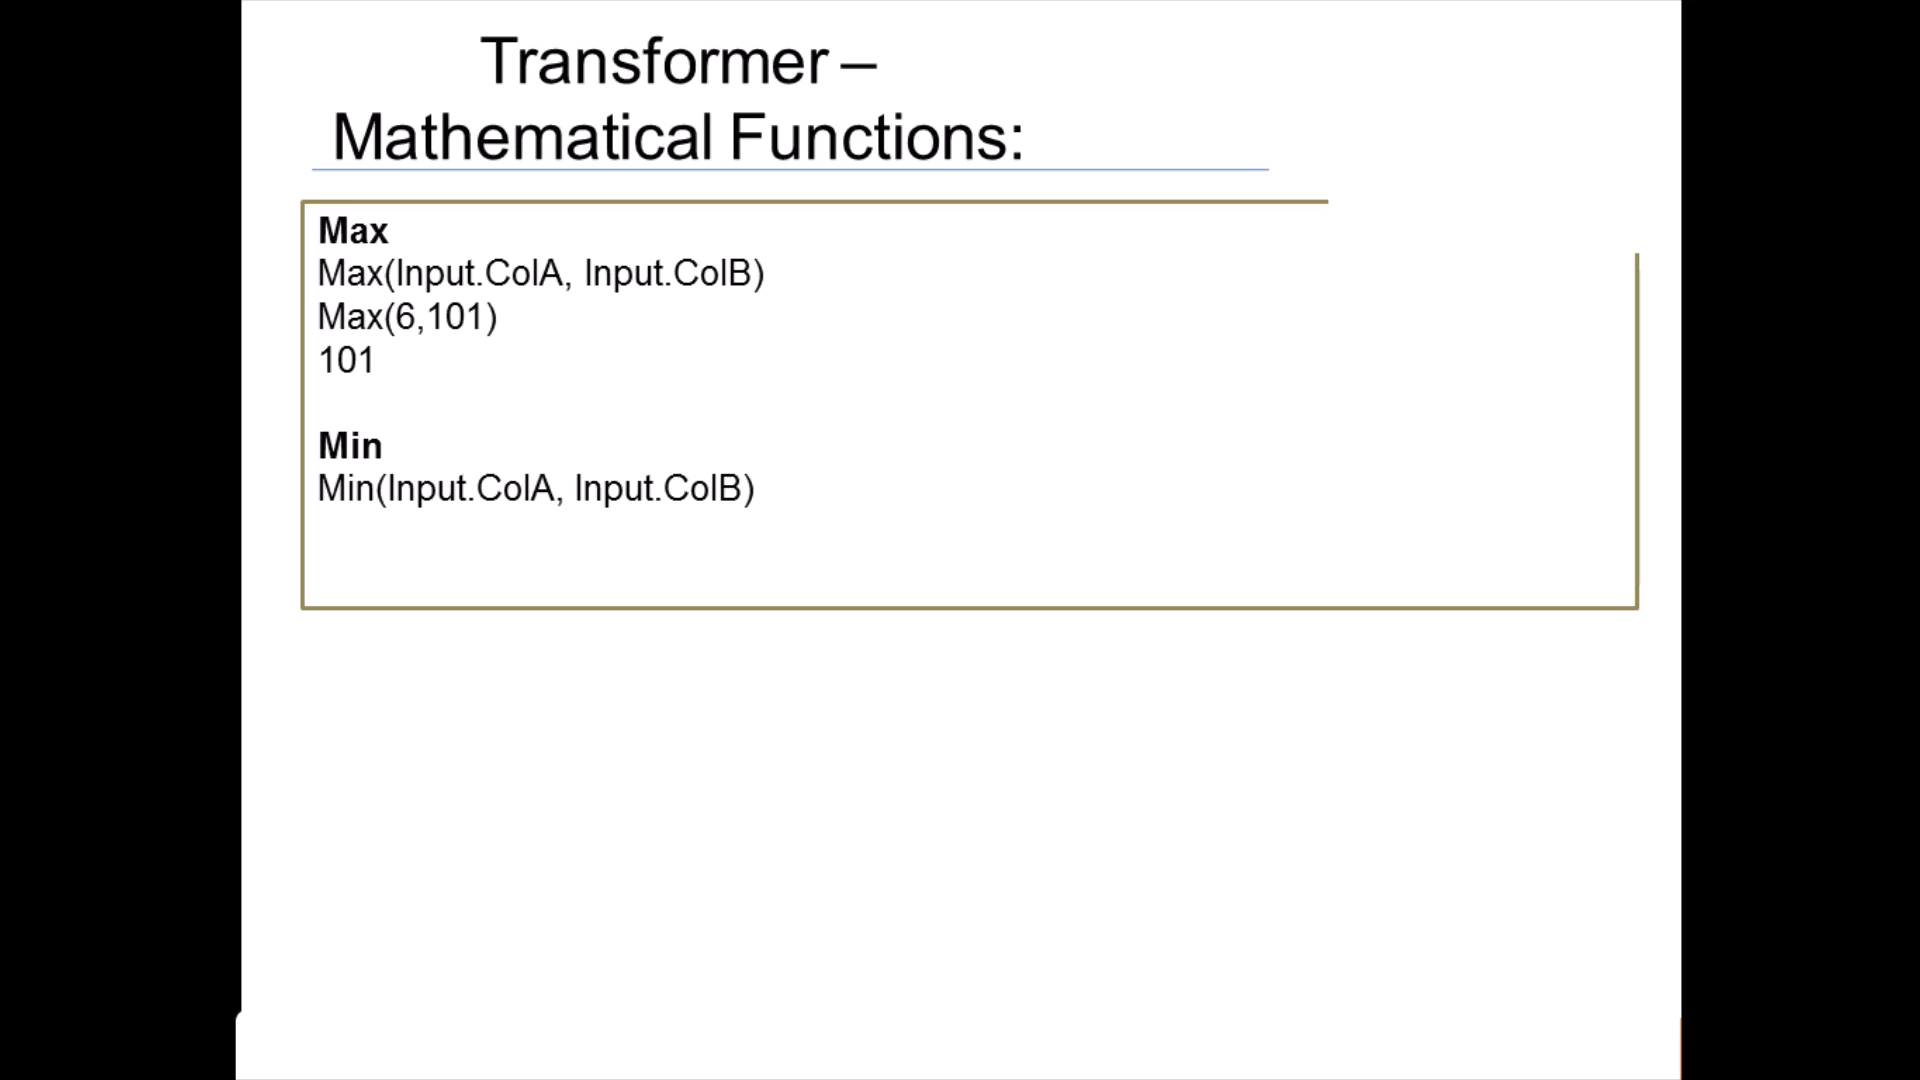 Transformer –
Mathematical Functions:
Max
Max(Input.ColA, Input.ColB)
Max(6,101)
101
Min
Min(Input.ColA, Input.ColB)